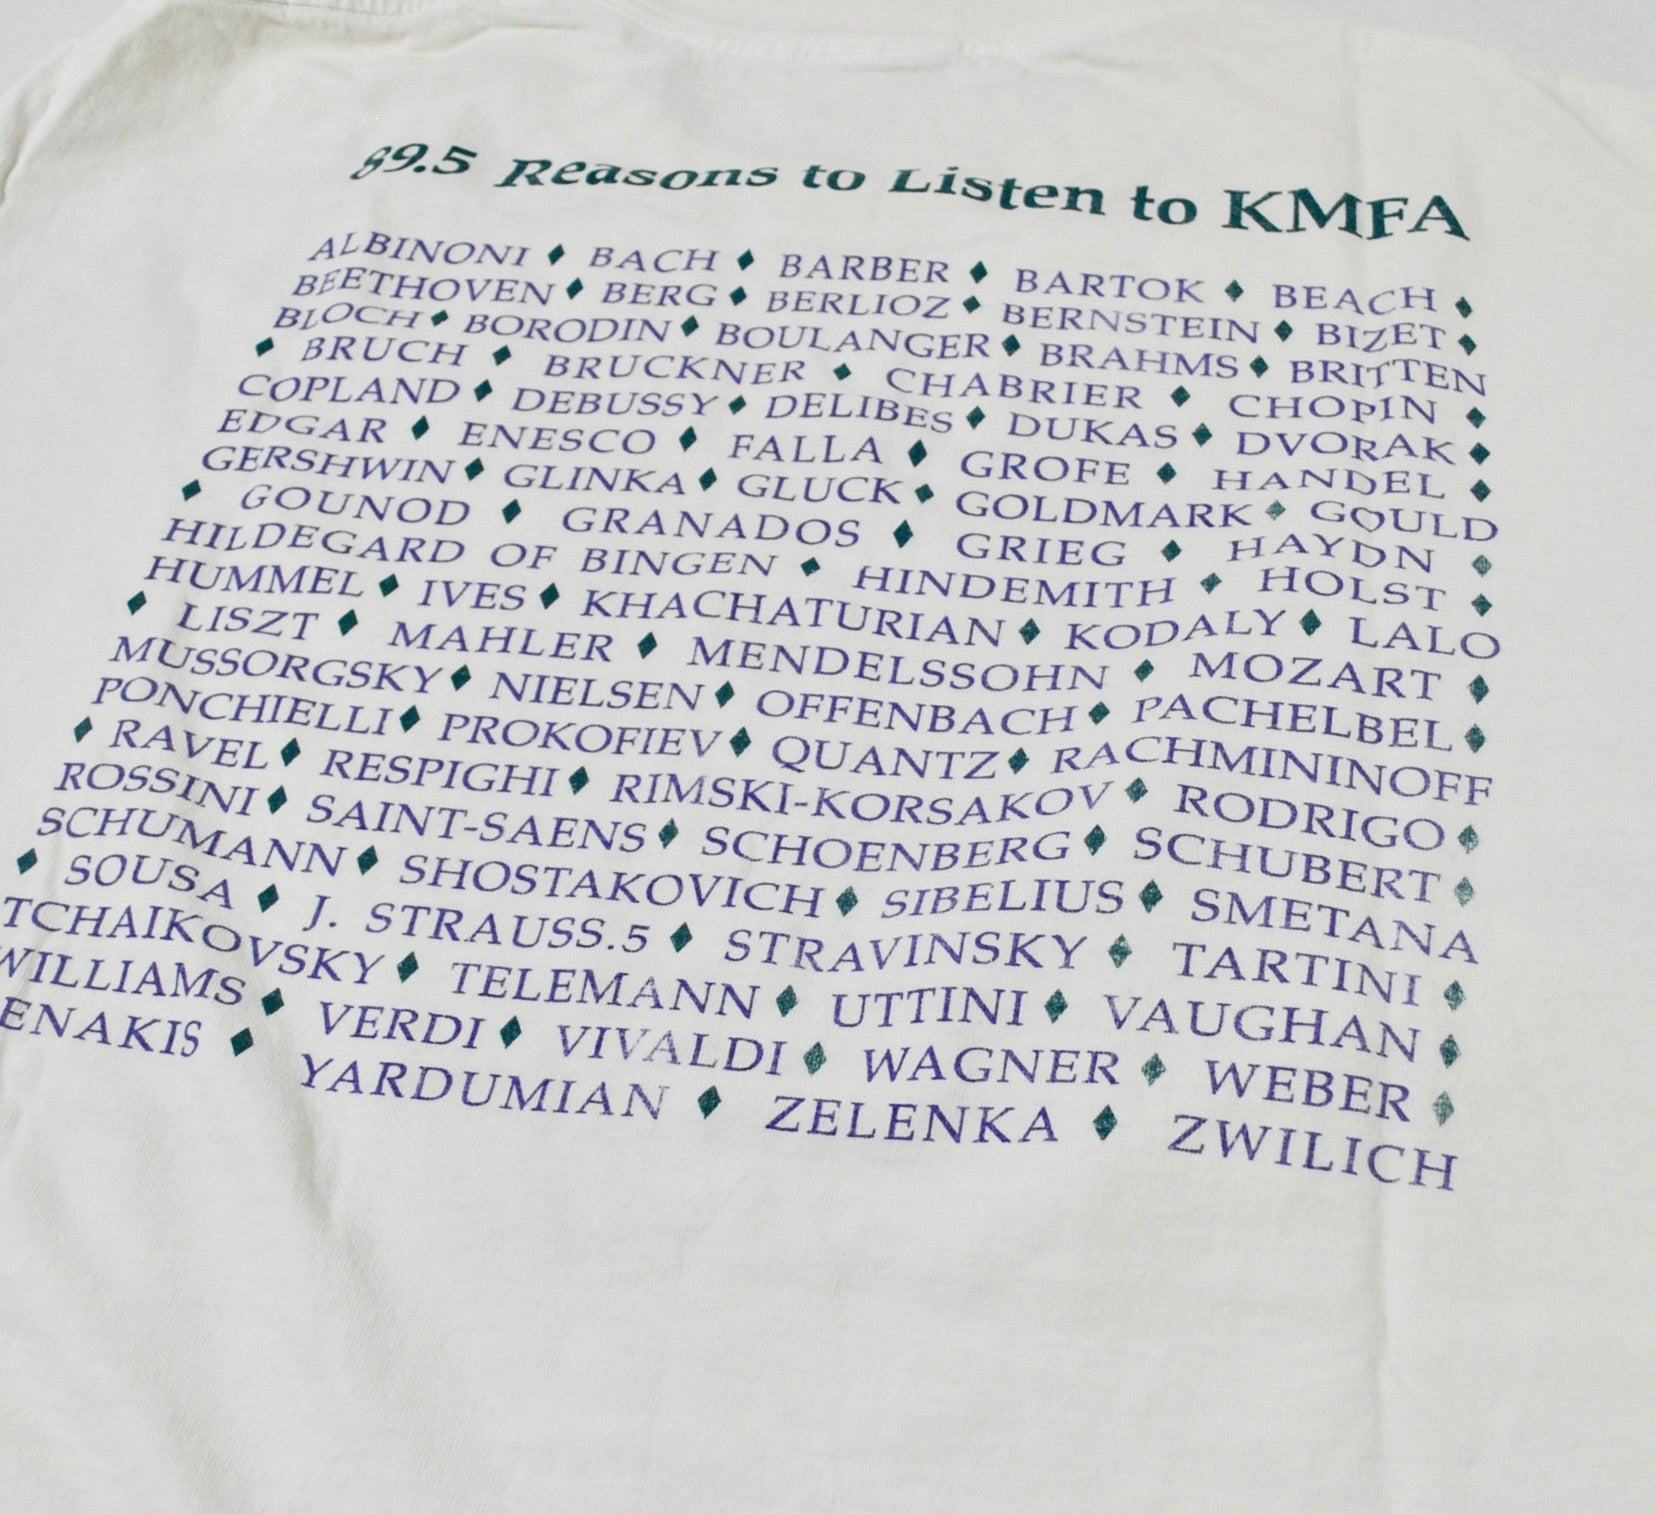 89.5 Reasons to Listen to KMFA
ALBINONI ♦ BACH ♦ BARBER ♦ BARTOK ♦ BEACH ♦
BEETHOVEN ♦ BERG ♦ BERLIOZ ♦ BERNSTEIN ♦ BIZET ♦
BLOCH ♦ BORODIN ♦ BOULANGER ♦ BRAHMS ♦ BRITTEN
♦ BRUCH ♦ BRUCKNER ♦ CHABRIER ♦ CHOPIN ♦
COPLAND ♦ DEBUSSY ♦ DELIBES ♦ DUKAS ♦ DVORAK ♦
EDGAR ♦ ENESCO ♦ FALLA ♦ GROFE ♦ HANDEL ♦
GERSHWIN ♦ GLINKA ♦ GLUCK ♦ GOLDMARK ♦ GOULD
♦ GOUNOD ♦ GRANADOS ♦ GRIEG ♦ HAYDN ♦
HILDEGARD OF BINGEN ♦ HINDEMITH ♦ HOLST ♦
HUMMEL ♦ IVES ♦ KHACHATURIAN ♦ KODALY ♦ LALO
♦ LISZT ♦ MAHLER ♦ MENDELSSOHN ♦ MOZART ♦
MUSSORGSKY ♦ NIELSEN ♦ OFFENBACH ♦ PACHELBEL ♦
PONCHIELLI ♦ PROKOFIEV ♦ QUANTZ ♦ RACHMININOFF
♦ RAVEL ♦ RESPIGHI ♦ RIMSKI-KORSAKOV ♦ RODRIGO ♦
ROSSINI ♦ SAINT-SAENS ♦ SCHOENBERG ♦ SCHUBERT ♦
SCHUMANN ♦ SHOSTAKOVICH ♦ SIBELIUS ♦ SMETANA
♦ SOUSA ♦ J. STRAUSS.5 ♦ STRAVINSKY ♦ TARTINI ♦
TCHAIKOVSKY ♦ TELEMANN ♦ UTTINI ♦ VAUGHAN ♦
WILLIAMS ♦ VERDI ♦ VIVALDI ♦ WAGNER ♦ WEBER ♦
ENAKIS ♦ YARDUMIAN ♦ ZELENKA ♦ ZWILICH